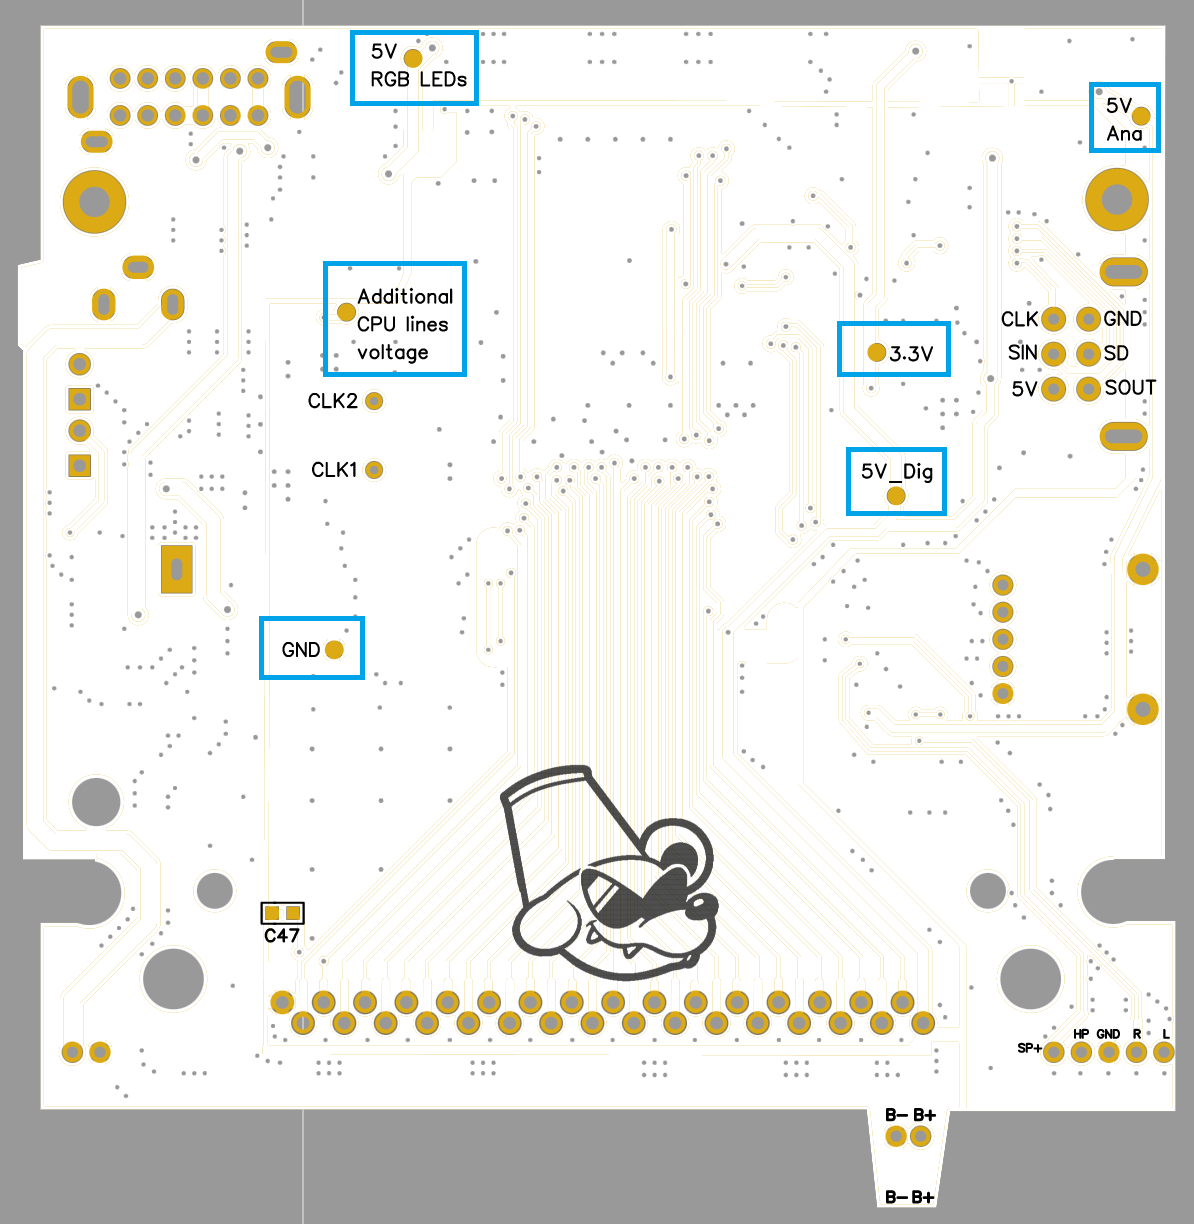 5V
RGB LEDs
5V
Ana
Additional
CPU lines
voltage
CLK GND
SIN SD
5V SOUT
3.3V
CLK2
CLK1
5V_Dig
GND
C47
SP+ HP GND R L
B- B+
B- B+